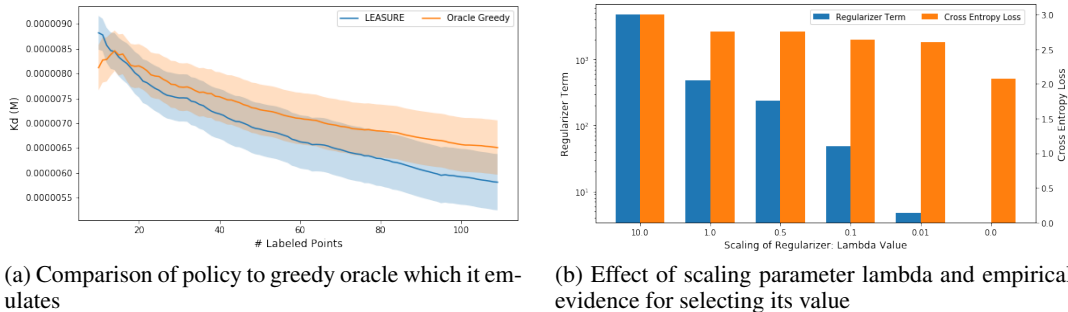 LEASURE
Oracle Greedy
0.0000090
0.0000085
0.0000080
0.0000075
0.0000070
0.0000065
0.0000060
0.0000055
Kd (M)
20
40
60
80
100
# Labeled Points
(a) Comparison of policy to greedy oracle which it em-
ulates
Regularizer Term
Cross Entropy Loss
10³
10²
10¹
Regularizer Term
3.0
2.5
2.0
1.5
1.0
0.5
0.0
Cross Entropy Loss
10.0
1.0
0.5
0.1
0.01
0.0
Scaling of Regularizer: Lambda Value
(b) Effect of scaling parameter lambda and empirical
evidence for selecting its value